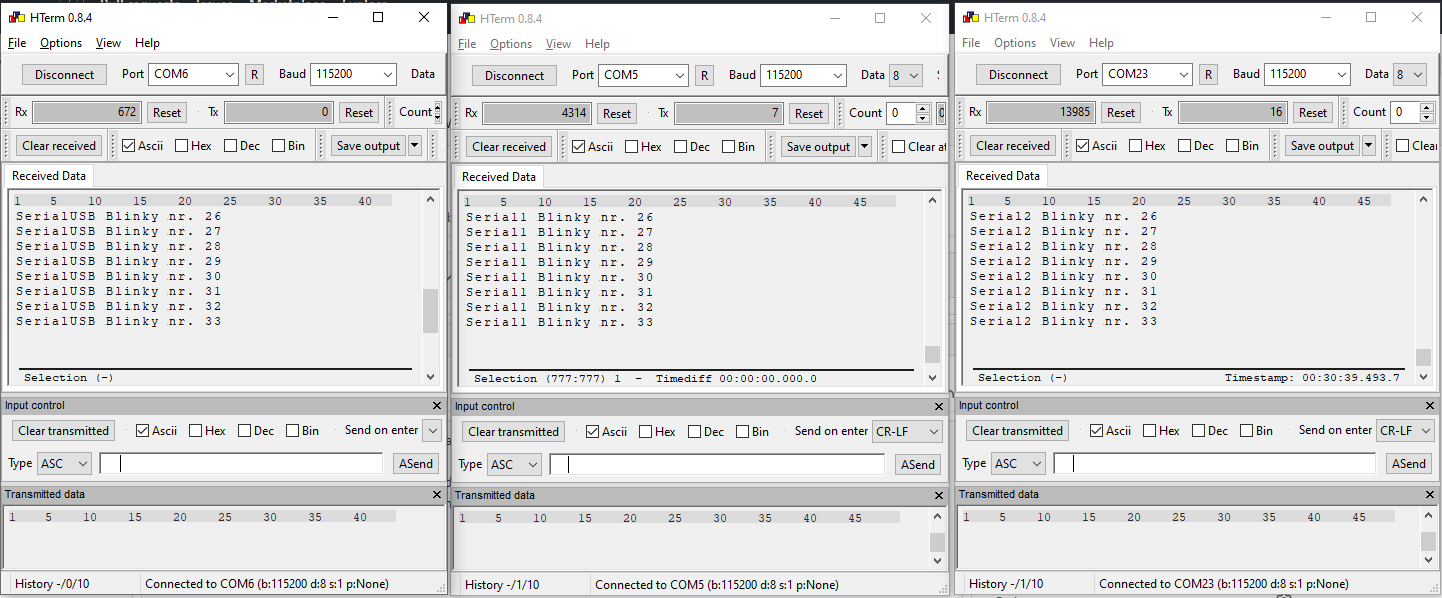 HTerm 0.8.4
File Options View Help
Disconnect Port COM6 R Baud 115200 Data
Rx 672 Reset Tx 0 Reset Count
Clear received Ascii Hex Dec Bin Save output
Received Data
1 5 10 15 20 25 30 35 40
SerialUSB Blinky nr. 26
SerialUSB Blinky nr. 27
SerialUSB Blinky nr. 28
SerialUSB Blinky nr. 29
SerialUSB Blinky nr. 30
SerialUSB Blinky nr. 31
SerialUSB Blinky nr. 32
SerialUSB Blinky nr. 33
Selection (-)
Input control
Clear transmitted Ascii Hex Dec Bin Send on enter
Type ASC ASend
Transmitted data
1 5 10 15 20 25 30 35 40
History -/0/10 Connected to COM6 (b:115200 d:8 s:1 p:None)
HTerm 0.8.4
File Options View Help
Disconnect Port COM5 R Baud 115200 Data 8
Rx 4314 Reset Tx 7 Reset Count 0
Clear received Ascii Hex Dec Bin Save output Clear at
Received Data
1 5 10 15 20 25 30 35 40 45
Serial1 Blinky nr. 26
Serial1 Blinky nr. 27
Serial1 Blinky nr. 28
Serial1 Blinky nr. 29
Serial1 Blinky nr. 30
Serial1 Blinky nr. 31
Serial1 Blinky nr. 32
Serial1 Blinky nr. 33
Selection (777:777) 1 - Timediff 00:00:00.000.0
Input control
Clear transmitted Ascii Hex Dec Bin Send on enter CR-LF
Type ASC ASend
Transmitted data
1 5 10 15 20 25 30 35 40 45
History -/1/10 Connected to COM5 (b:115200 d:8 s:1 p:None)
HTerm 0.8.4
File Options View Help
Disconnect Port COM23 R Baud 115200 Data 8
Rx 13985 Reset Tx 16 Reset Count 0
Clear received Ascii Hex Dec Bin Save output Clear
Received Data
1 5 10 15 20 25 30 35 40 45
Serial2 Blinky nr. 26
Serial2 Blinky nr. 27
Serial2 Blinky nr. 28
Serial2 Blinky nr. 29
Serial2 Blinky nr. 30
Serial2 Blinky nr. 31
Serial2 Blinky nr. 32
Serial2 Blinky nr. 33
Selection (-) Timestamp: 00:30:39.493.7
Input control
Clear transmitted Ascii Hex Dec Bin Send on enter CR-LF
Type ASC ASend
Transmitted data
1 5 10 15 20 25 30 35 40 45
History -/1/10 Connected to COM23 (b:115200 d:8 s:1 p:None)